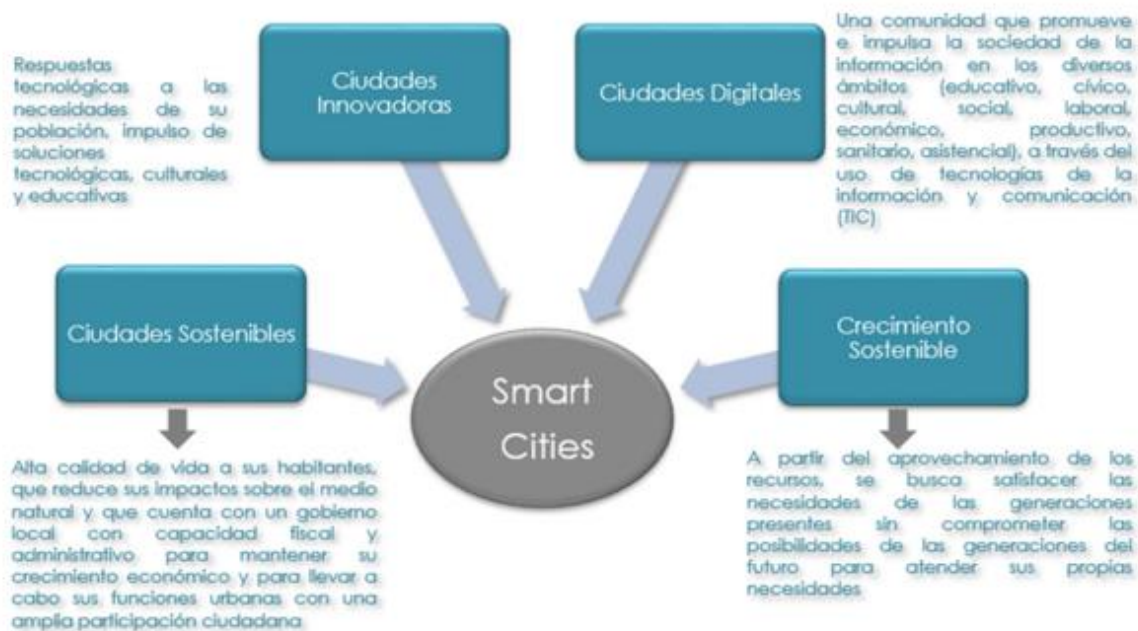 Respuestas
tecnológicas a las
necesidades de su
población, impulso de
soluciones
tecnológicas, culturales
y educativas
Ciudades
Innovadoras
Ciudades Digitales
Una comunidad que promueve
e impulsa la sociedad de la
información en los diversos
ámbitos (educativo, cívico,
cultural, social, laboral,
económico, productivo,
sanitario, asistencial), a través del
uso de tecnologías de la
información y comunicación
(TIC)
Ciudades Sostenibles
Crecimiento
Sostenible
Smart
Cities
Alta calidad de vida a sus habitantes,
que reduce sus impactos sobre el medio
natural y que cuenta con un gobierno
local con capacidad fiscal y
administrativo para mantener su
crecimiento económico y para llevar a
cabo sus funciones urbanas con una
amplia participación ciudadana
A partir del aprovechamiento de los
recursos, se busca satisfacer las
necesidades de las generaciones
presentes sin comprometer las
posibilidades de las generaciones del
futuro para atender sus propias
necesidades